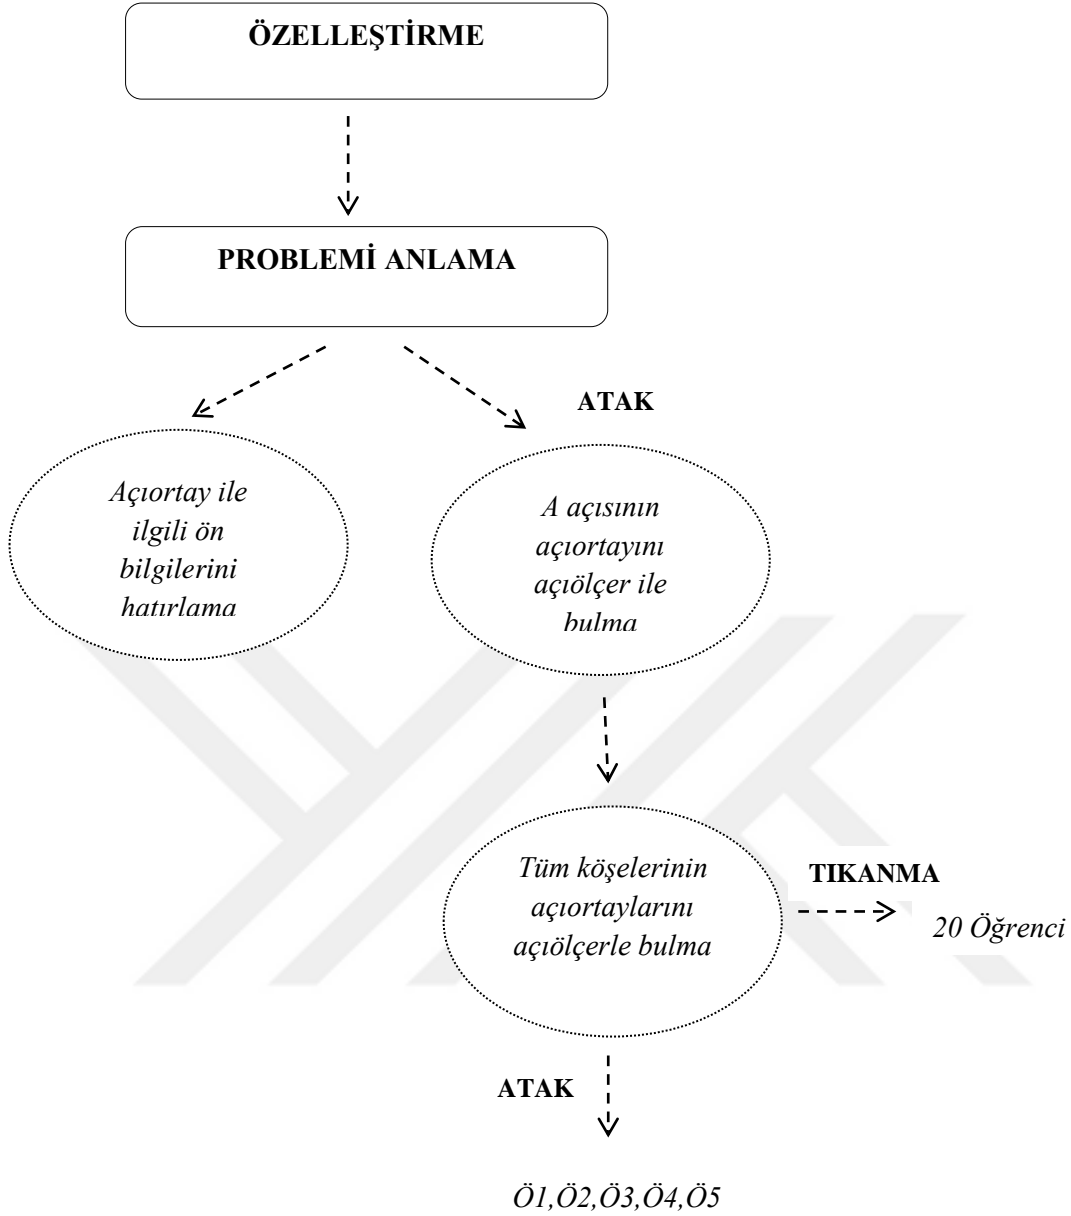 ÖZELLEŞTİRME
PROBLEMİ ANLAMA
ATAK
Açıortay ile
ilgili ön
bilgilerini
hatırlama
A açısının
açıortayını
açıölçer ile
bulma
Tüm köşelerinin
açıortaylarını
açıölçerle bulma
TIKANMA
20 Öğrenci
ATAK
Ö1,Ö2,Ö3,Ö4,Ö5